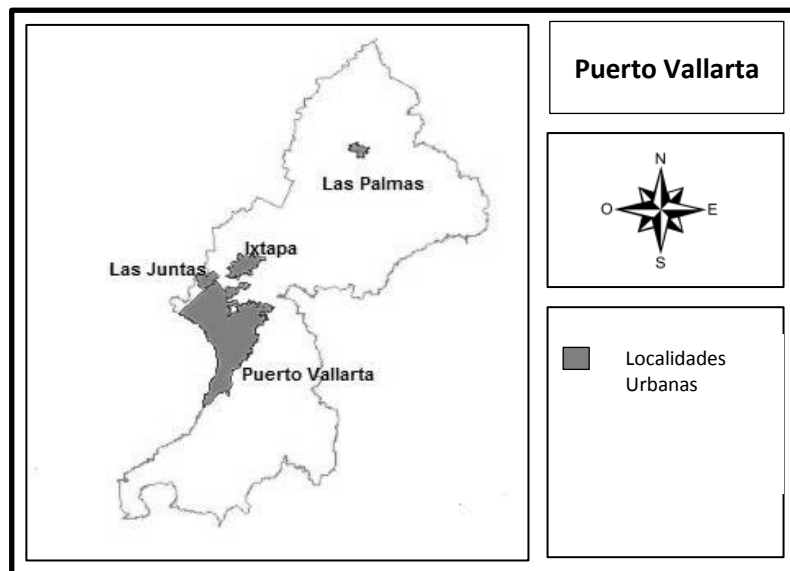 Puerto Vallarta
Las Palmas
Ixtapa
Las Juntas
Puerto Vallarta
N
O
E
S
Localidades
Urbanas